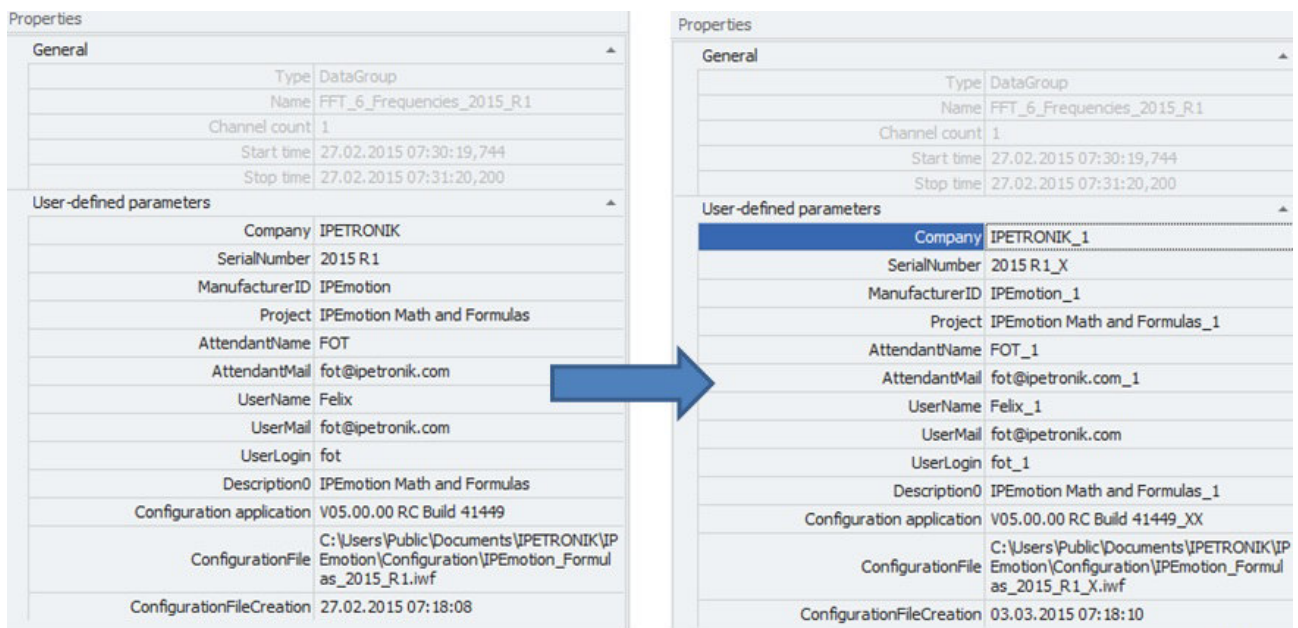 Properties
General
Type DataGroup
Name FFT_6_Frequencies_2015_R1
Channel count 1
Start time 27.02.2015 07:30:19,744
Stop time 27.02.2015 07:31:20,200
User-defined parameters
Company IPETRONIK
SerialNumber 2015 R1
ManufacturerID IPEmotion
Project IPEmotion Math and Formulas
AttendantName FOT
AttendantMail fot@ipetronik.com
UserName Felix
UserMail fot@ipetronik.com
UserLogin fot
Description0 IPEmotion Math and Formulas
Configuration application V05.00.00 RC Build 41449
C:\Users\Public\Documents\IPETRONIK\IP
ConfigurationFile Emotion\Configuration\IPEmotion_Formul
as_2015_R1.iwf
ConfigurationFileCreation 27.02.2015 07:18:08
Properties
General
Type DataGroup
Name FFT_6_Frequencies_2015_R1
Channel count 1
Start time 27.02.2015 07:30:19,744
Stop time 27.02.2015 07:31:20,200
User-defined parameters
Company IPETRONIK_1
SerialNumber 2015 R1_X
ManufacturerID IPEmotion_1
Project IPEmotion Math and Formulas_1
AttendantName FOT_1
AttendantMail fot@ipetronik.com_1
UserName Felix_1
UserMail fot@ipetronik.com
UserLogin fot_1
Description0 IPEmotion Math and Formulas_1
Configuration application V05.00.00 RC Build 41449_XX
C:\Users\Public\Documents\IPETRONIK\IP
ConfigurationFile Emotion\Configuration\IPEmotion_Formul
as_2015_R1_X.iwf
ConfigurationFileCreation 03.03.2015 07:18:10